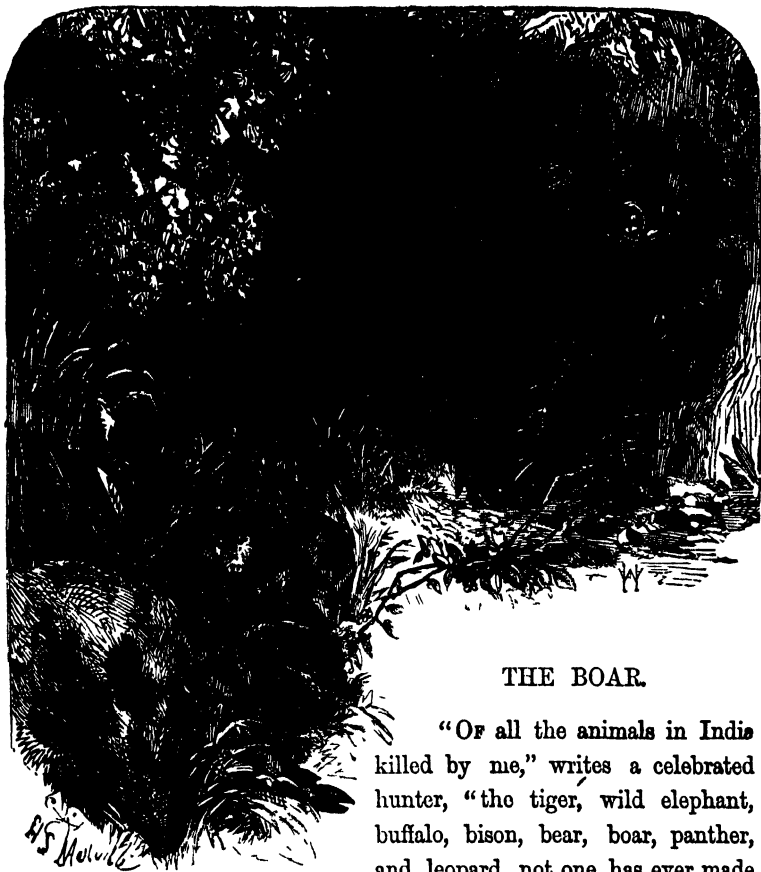 THE BOAR.
"OF all the animals in India
killed by me," writes a celebrated
hunter, "the tiger, wild elephant,
buffalo, bison, bear, boar, panther,
and leopard, not one has ever made